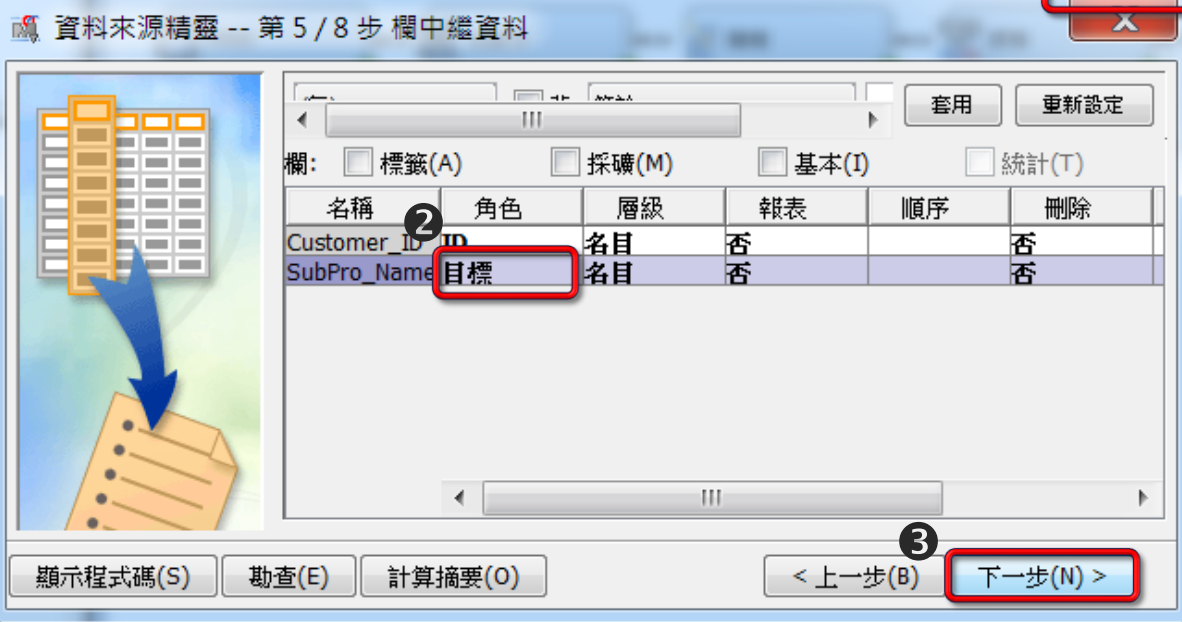 資料來源精靈 -- 第 5 / 8 步 欄中繼資料
X
套用 重新設定
欄: 標籤(A) 採礦(M) 基本(I) 統計(T)
名稱 角色 層級 報表 順序 刪除
2
Customer_ID ID 名目 否 否
SubPro_Name 目標 名目 否 否
3
顯示程式碼(S) 勘查(E) 計算摘要(O) < 上一步(B) 下一步(N) >